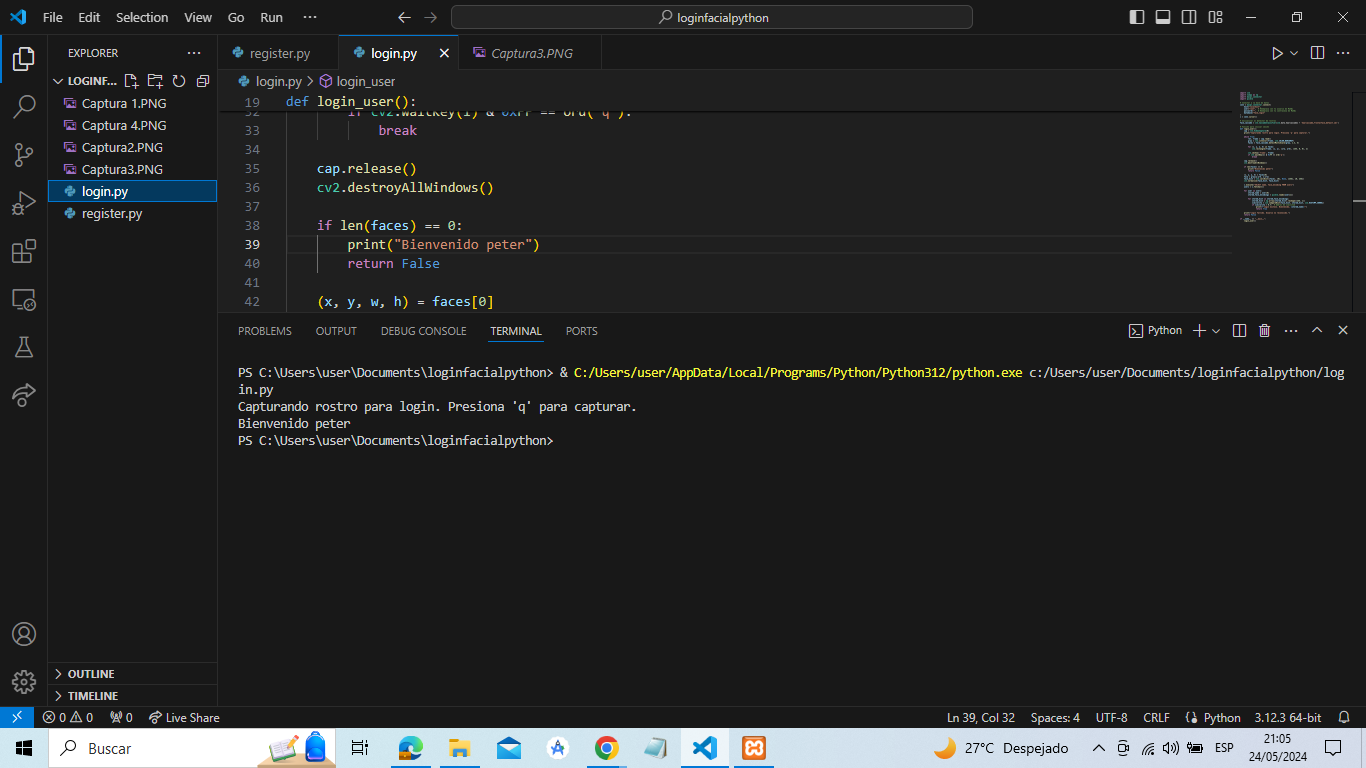 File Edit Selection View Go Run ···
loginfacialpython
EXPLORER
LOGINF...
Captura 1.PNG
Captura 4.PNG
Captura2.PNG
Captura3.PNG
login.py
register.py
OUTLINE
TIMELINE
register.py login.py Captura3.PNG
login.py > login_user
19 def login_user():
32 if cv2.waitKey(1) & 0xFF == ord('q'):
33 break
34
35 cap.release()
36 cv2.destroyAllWindows()
37
38 if len(faces) == 0:
39 print("Bienvenido peter")
40 return False
41
42 (x, y, w, h) = faces[0]
PROBLEMS OUTPUT DEBUG CONSOLE TERMINAL PORTS
Python
PS C:\Users\user\Documents\loginfacialpython> & C:/Users/user/AppData/Local/Programs/Python/Python312/python.exe c:/Users/user/Documents/loginfacialpython/log
in.py
Capturando rostro para login. Presiona 'q' para capturar.
Bienvenido peter
PS C:\Users\user\Documents\loginfacialpython>
0 0 0 Live Share
Ln 39, Col 32 Spaces: 4 UTF-8 CRLF Python 3.12.3 64-bit
Buscar
27°C Despejado
ESP
21:05
24/05/2024